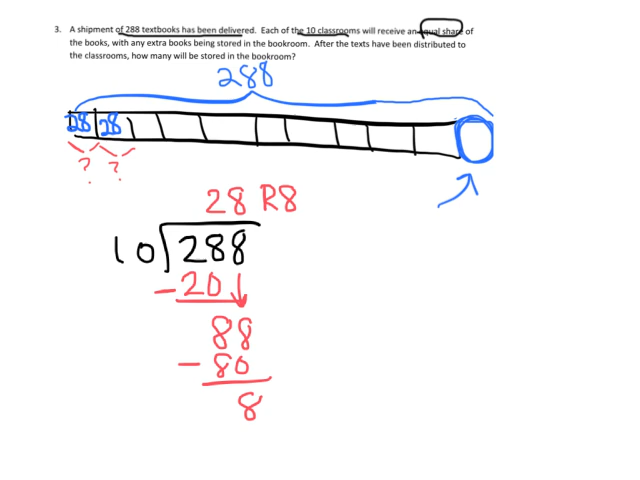 3. A shipment of 288 textbooks has been delivered. Each of the 10 classrooms will receive an equal share of
the books, with any extra books being stored in the bookroom. After the texts have been distributed to
the classrooms, how many will be stored in the bookroom?
288
28 28
? ?
28 R8
10 288
-20
88
- 80
8